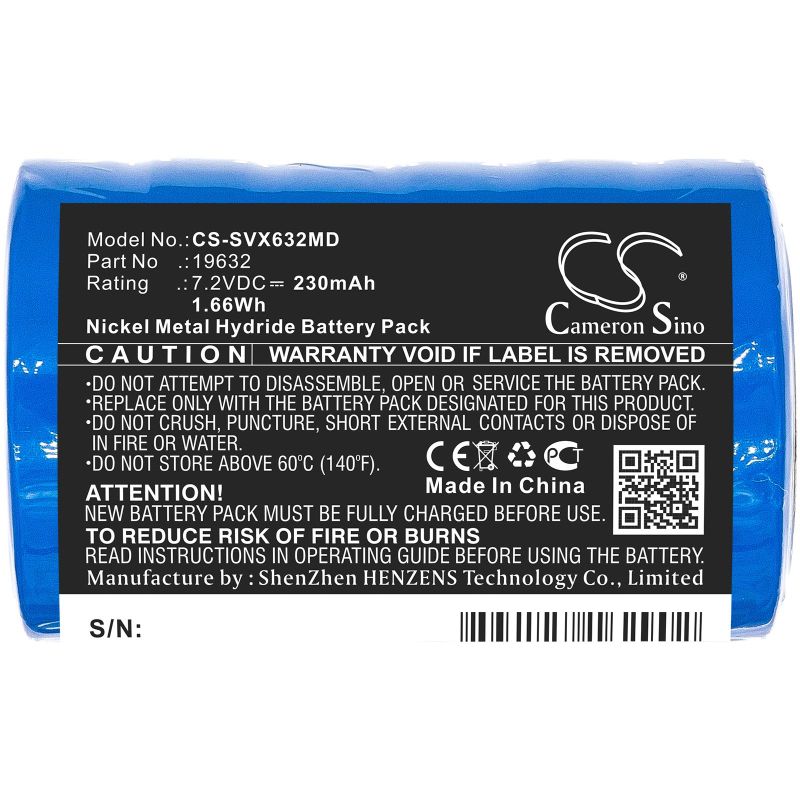 Model No.:CS-SVX632MD
Part No .:19632
Rating .:7.2VDC⎓ 230mAh
1.66Wh
Nickel Metal Hydride Battery Pack
CS
®
Cameron Sino
CAUTION WARRANTY VOID IF LABEL IS REMOVED
•DO NOT ATTEMPT TO DISASSEMBLE, OPEN OR SERVICE THE BATTERY PACK.
•REPLACE ONLY WITH THE BATTERY PACK DESIGNATED FOR THIS PRODUCT.
•DO NOT CRUSH, PUNCTURE, SHORT EXTERNAL CONTACTS OR DISPOSE OF
IN FIRE OR WATER.
•DO NOT STORE ABOVE 60°C (140°F).
CE PCT
Made In China
ATTENTION!
NEW BATTERY PACK MUST BE FULLY CHARGED BEFORE USE.
TO REDUCE RISK OF FIRE OR BURNS
READ INSTRUCTIONS IN OPERATING GUIDE BEFORE USING THE BATTERY.
Manufacture by : ShenZhen HENZENS Technology Co., Limited
S/N: